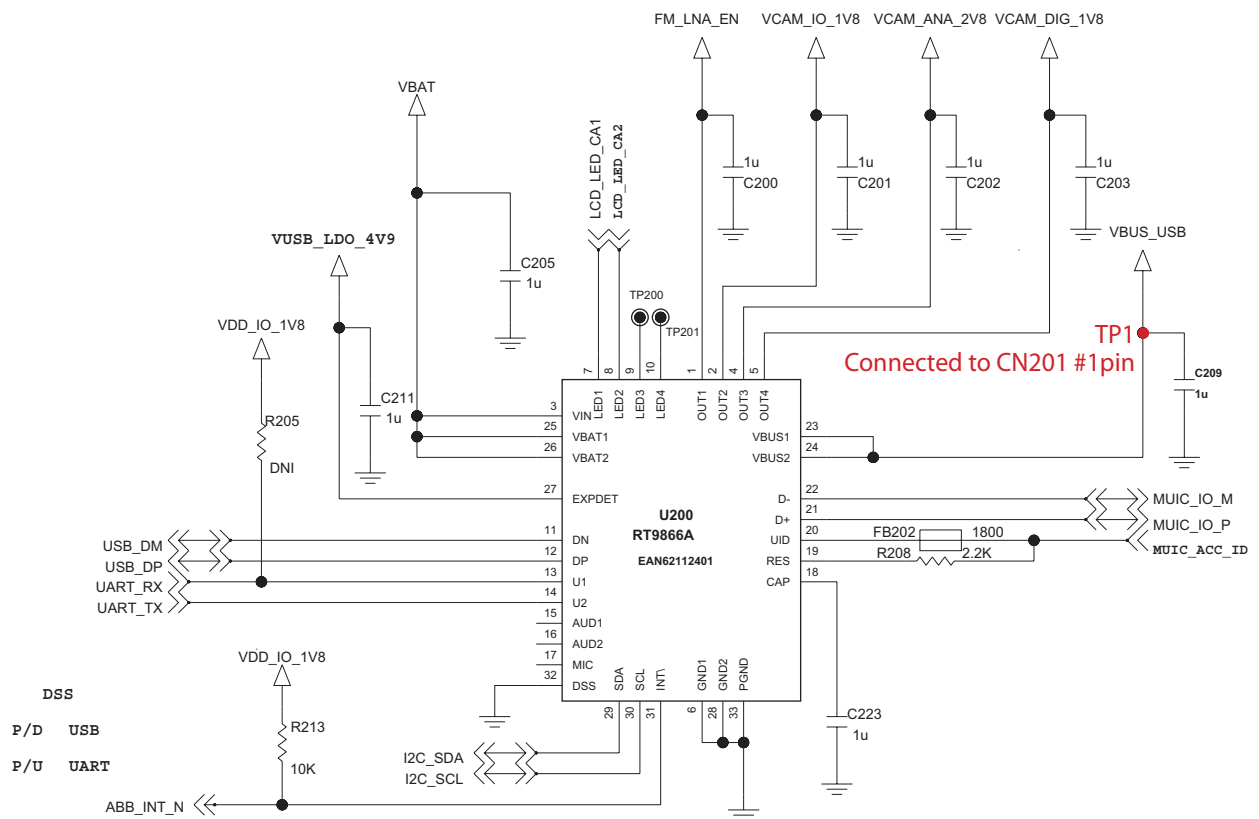 FM_LNA_EN VCAM_IO_1V8 VCAM_ANA_2V8 VCAM_DIG_1V8
VBAT
LCD_LED_CA1
LCD_LED_CA2
1u
C200
1u
C201
1u
C202
1u
C203
VUSB_LDO_4V9
C205
1u
VBUS_USB
TP200
TP201
VDD_IO_1V8
TP1
Connected to CN201 #1pin
C209
1u
C211
1u
R205
DNI
7 8 9 10 1 2 4 5
LED1 LED2 LED3 LED4 OUT1 OUT2 OUT3 OUT4
3 VIN
25 VBAT1
26 VBAT2
27 EXPDET
11 DN
12 DP
13 U1
14 U2
15 AUD1
16 AUD2
17 MIC
32 DSS
VBUS1 23
VBUS2 24
D- 22
D+ 21
UID 20
RES 19
CAP 18
U200
RT9866A
EAN62112401
MUIC_IO_M
MUIC_IO_P
MUIC_ACC_ID
FB202 1800
R208 2.2K
USB_DM
USB_DP
UART_RX
UART_TX
SDA SCL INT\ GND1 GND2 PGND
29 30 31 6 28 33
VDD_IO_1V8
DSS
P/D USB
P/U UART
R213
10K
C223
1u
I2C_SDA
I2C_SCL
ABB_INT_N